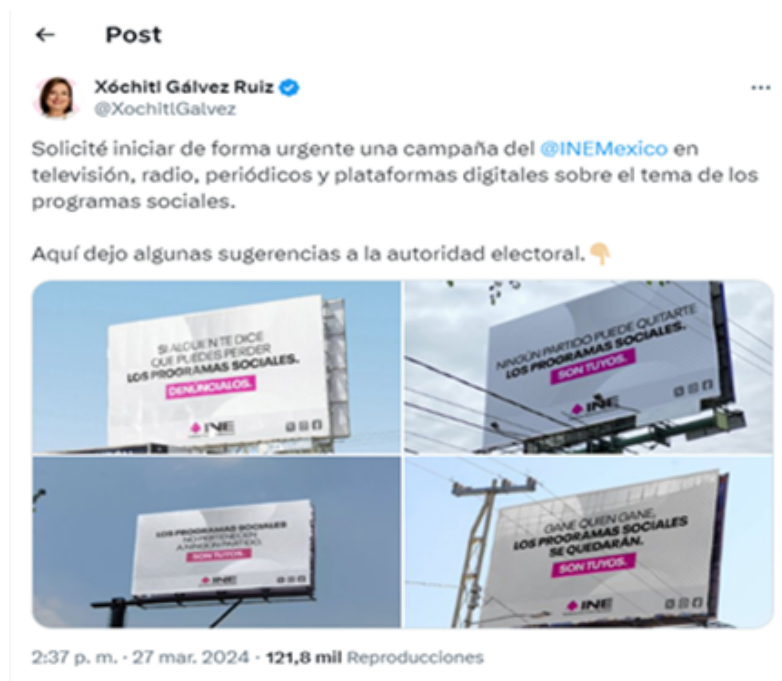 Post
Xóchitl Gálvez Ruiz
@XochitlGalvez
Solicité iniciar de forma urgente una campaña del @INEMexico en
televisión, radio, periódicos y plataformas digitales sobre el tema de los
programas sociales.
Aquí dejo algunas sugerencias a la autoridad electoral.
SI ALGUIEN TE DICE
QUE PUEDES PERDER
LOS PROGRAMAS SOCIALES.
DENÚNCIALOS.
INE
NINGÚN PARTIDO PUEDE QUITARTE
LOS PROGRAMAS SOCIALES.
SON TUYOS.
INE
LOS PROGRAMAS SOCIALES
NO PERTENECEN
A NINGÚN PARTIDO.
SON TUYOS.
INE
GANE QUIEN GANE,
LOS PROGRAMAS SOCIALES
SE QUEDARÁN.
SON TUYOS.
INE
2:37 p. m. · 27 mar. 2024 · 121,8 mil Reproducciones